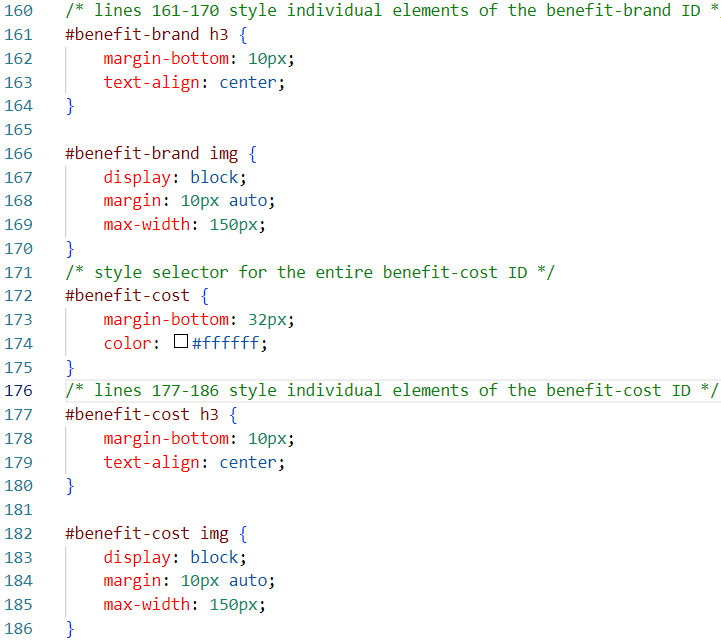 160 /* lines 161-170 style individual elements of the benefit-brand ID *
161 #benefit-brand h3 {
162     margin-bottom: 10px;
163     text-align: center;
164 }
165
166 #benefit-brand img {
167     display: block;
168     margin: 10px auto;
169     max-width: 150px;
170 }
171 /* style selector for the entire benefit-cost ID */
172 #benefit-cost {
173     margin-bottom: 32px;
174     color: #ffffff;
175 }
176 /* lines 177-186 style individual elements of the benefit-cost ID */
177 #benefit-cost h3 {
178     margin-bottom: 10px;
179     text-align: center;
180 }
181
182 #benefit-cost img {
183     display: block;
184     margin: 10px auto;
185     max-width: 150px;
186 }